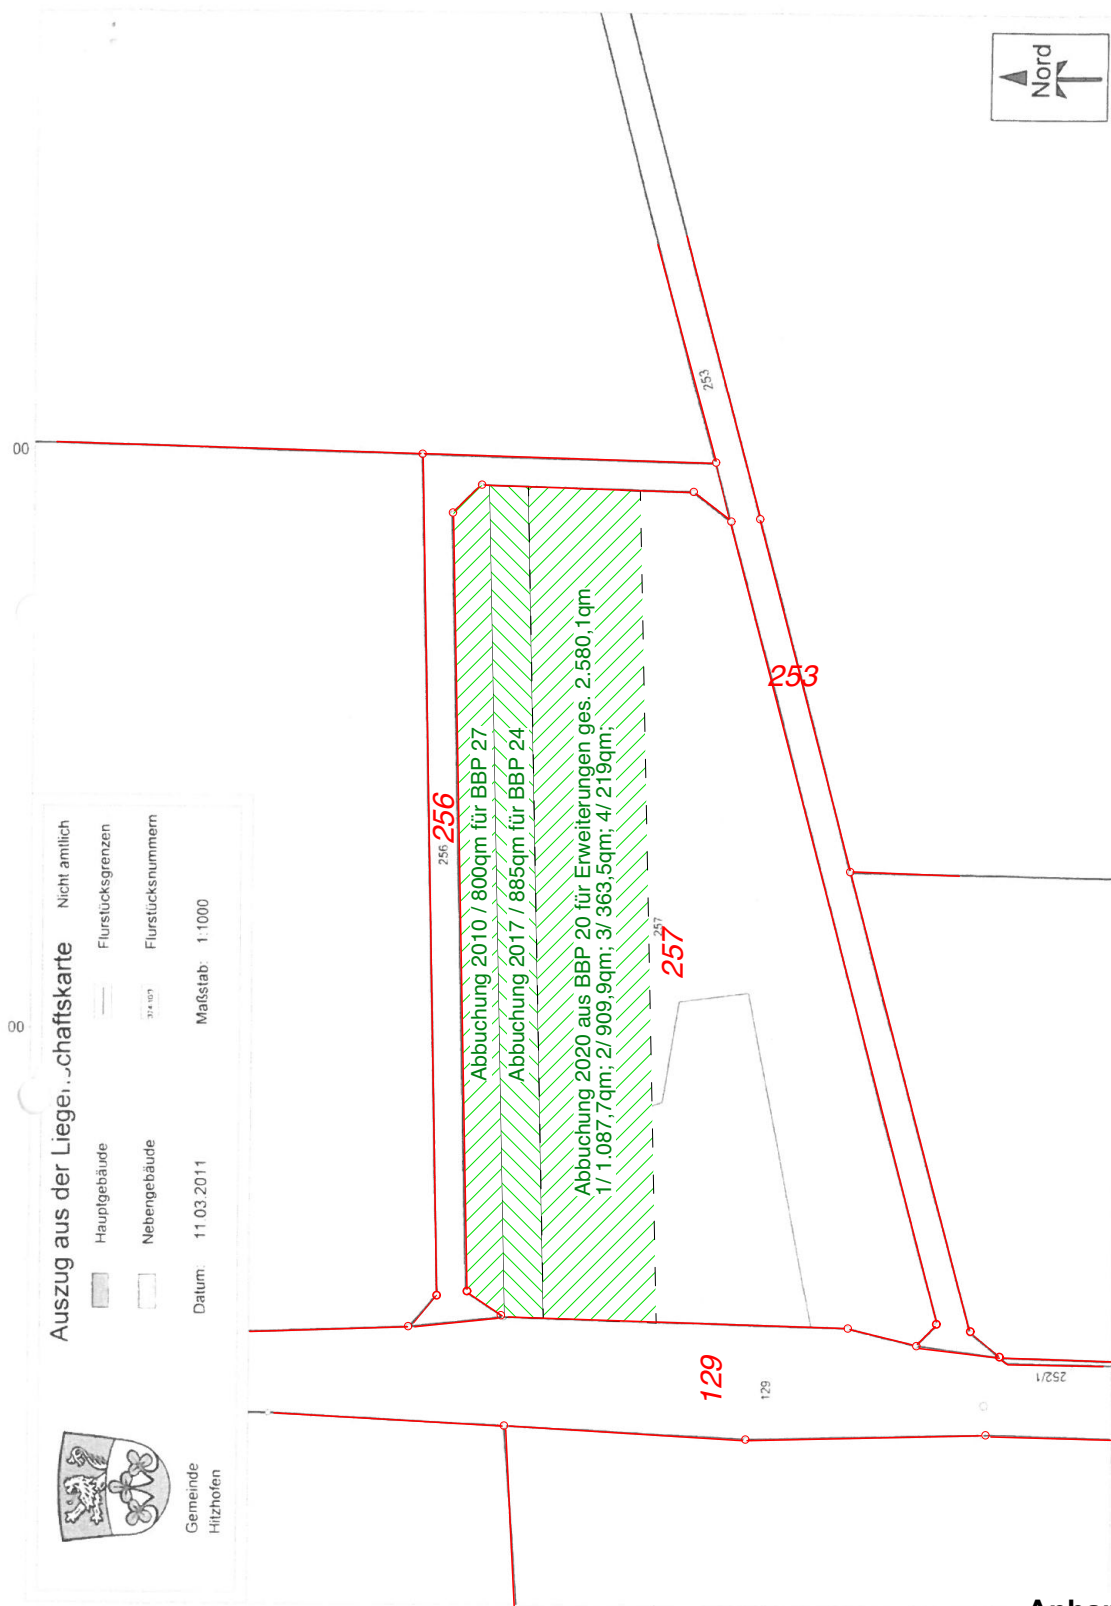 Auszug aus der Liegenschaftskarte
Nicht amtlich
Hauptgebäude
Flurstücksgrenzen
Nebengebäude
Flurstücksnummern
Datum: 11.03.2011
Maßstab: 1:1000
Gemeinde
Hitzhofen
Nord
00
00
256
256
Abbuchung 2010 / 800qm für BBP 27
Abbuchung 2017 / 885qm für BBP 24
Abbuchung 2020 aus BBP 20 für Erweiterungen ges. 2.580,1qm
1/ 1.087,7qm; 2/ 909,9qm; 3/ 363,5qm; 4/ 219qm;
257
257
253
253
129
129
252/1